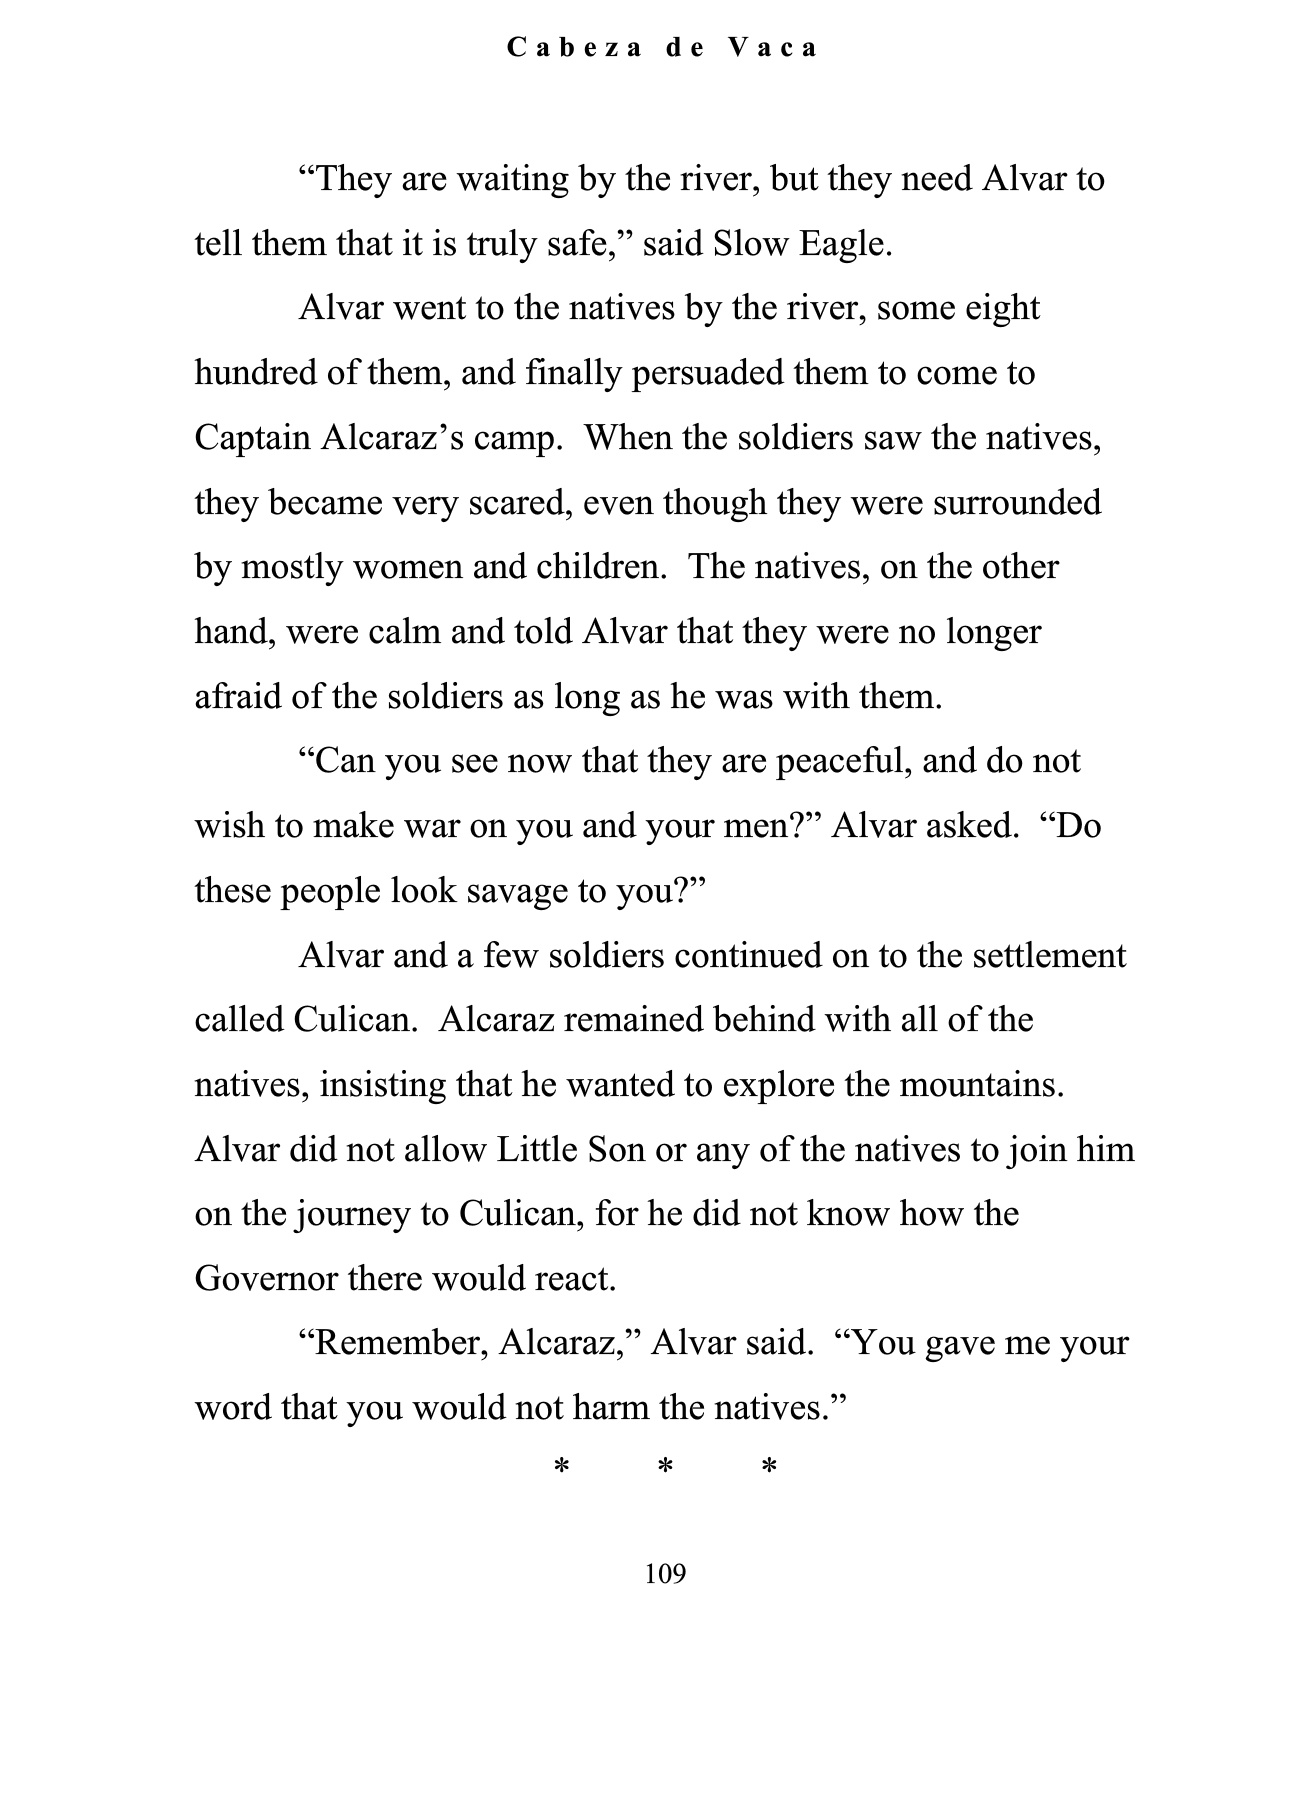 Cabeza de Vaca
“They are waiting by the river, but they need Alvar to
tell them that it is truly safe,” said Slow Eagle.
Alvar went to the natives by the river, some eight
hundred of them, and finally persuaded them to come to
Captain Alcaraz’s camp.  When the soldiers saw the natives,
they became very scared, even though they were surrounded
by mostly women and children.  The natives, on the other
hand, were calm and told Alvar that they were no longer
afraid of the soldiers as long as he was with them.
“Can you see now that they are peaceful, and do not
wish to make war on you and your men?” Alvar asked.  “Do
these people look savage to you?”
Alvar and a few soldiers continued on to the settlement
called Culican.  Alcaraz remained behind with all of the
natives, insisting that he wanted to explore the mountains.
Alvar did not allow Little Son or any of the natives to join him
on the journey to Culican, for he did not know how the
Governor there would react.
“Remember, Alcaraz,” Alvar said.  “You gave me your
word that you would not harm the natives.”
* * *
109